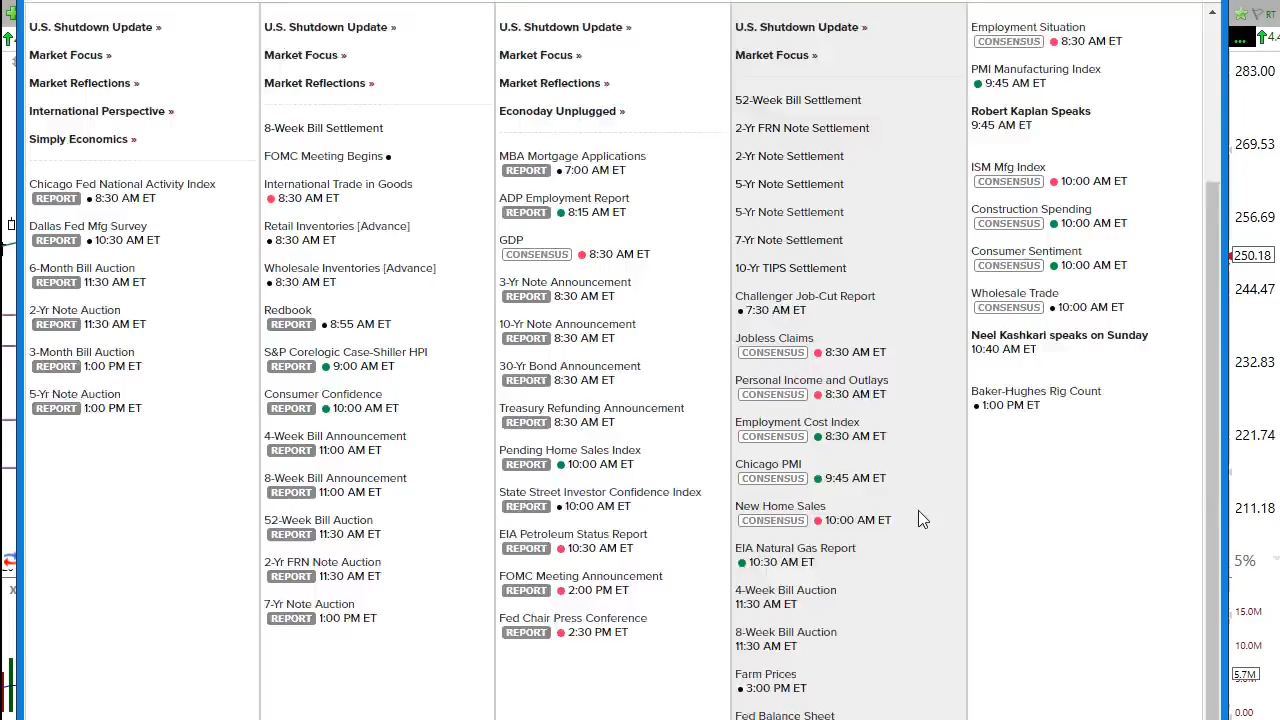 U.S. Shutdown Update »
Market Focus »
Market Reflections »
International Perspective »
Simply Economics »
Chicago Fed National Activity Index
REPORT • 8:30 AM ET
Dallas Fed Mfg Survey
REPORT • 10:30 AM ET
6-Month Bill Auction
REPORT 11:30 AM ET
2-Yr Note Auction
REPORT 11:30 AM ET
3-Month Bill Auction
REPORT 1:00 PM ET
5-Yr Note Auction
REPORT 1:00 PM ET
U.S. Shutdown Update »
Market Focus »
Market Reflections »
8-Week Bill Settlement
FOMC Meeting Begins •
International Trade in Goods
• 8:30 AM ET
Retail Inventories [Advance]
• 8:30 AM ET
Wholesale Inventories [Advance]
• 8:30 AM ET
Redbook
REPORT • 8:55 AM ET
S&P Corelogic Case-Shiller HPI
REPORT • 9:00 AM ET
Consumer Confidence
REPORT • 10:00 AM ET
4-Week Bill Announcement
REPORT 11:00 AM ET
8-Week Bill Announcement
REPORT 11:00 AM ET
52-Week Bill Auction
REPORT 11:30 AM ET
2-Yr FRN Note Auction
REPORT 11:30 AM ET
7-Yr Note Auction
REPORT 1:00 PM ET
U.S. Shutdown Update »
Market Focus »
Market Reflections »
Econoday Unplugged »
MBA Mortgage Applications
REPORT • 7:00 AM ET
ADP Employment Report
REPORT • 8:15 AM ET
GDP
CONSENSUS • 8:30 AM ET
3-Yr Note Announcement
REPORT 8:30 AM ET
10-Yr Note Announcement
REPORT 8:30 AM ET
30-Yr Bond Announcement
REPORT 8:30 AM ET
Treasury Refunding Announcement
REPORT 8:30 AM ET
Pending Home Sales Index
REPORT • 10:00 AM ET
State Street Investor Confidence Index
REPORT • 10:00 AM ET
EIA Petroleum Status Report
REPORT • 10:30 AM ET
FOMC Meeting Announcement
REPORT • 2:00 PM ET
Fed Chair Press Conference
REPORT • 2:30 PM ET
U.S. Shutdown Update »
Market Focus »
52-Week Bill Settlement
2-Yr FRN Note Settlement
2-Yr Note Settlement
5-Yr Note Settlement
5-Yr Note Settlement
7-Yr Note Settlement
10-Yr TIPS Settlement
Challenger Job-Cut Report
• 7:30 AM ET
Jobless Claims
CONSENSUS • 8:30 AM ET
Personal Income and Outlays
CONSENSUS • 8:30 AM ET
Employment Cost Index
CONSENSUS • 8:30 AM ET
Chicago PMI
CONSENSUS • 9:45 AM ET
New Home Sales
CONSENSUS • 10:00 AM ET
EIA Natural Gas Report
• 10:30 AM ET
4-Week Bill Auction
11:30 AM ET
8-Week Bill Auction
11:30 AM ET
Farm Prices
• 3:00 PM ET
Fed Balance Sheet
Employment Situation
CONSENSUS • 8:30 AM ET
PMI Manufacturing Index
• 9:45 AM ET
Robert Kaplan Speaks
9:45 AM ET
ISM Mfg Index
CONSENSUS • 10:00 AM ET
Construction Spending
CONSENSUS • 10:00 AM ET
Consumer Sentiment
CONSENSUS • 10:00 AM ET
Wholesale Trade
CONSENSUS • 10:00 AM ET
Neel Kashkari speaks on Sunday
10:40 AM ET
Baker-Hughes Rig Count
• 1:00 PM ET
RT
283.00
269.53
256.69
250.18
244.47
232.83
221.74
211.18
5%
15.0M
10.0M
5.7M
0.00